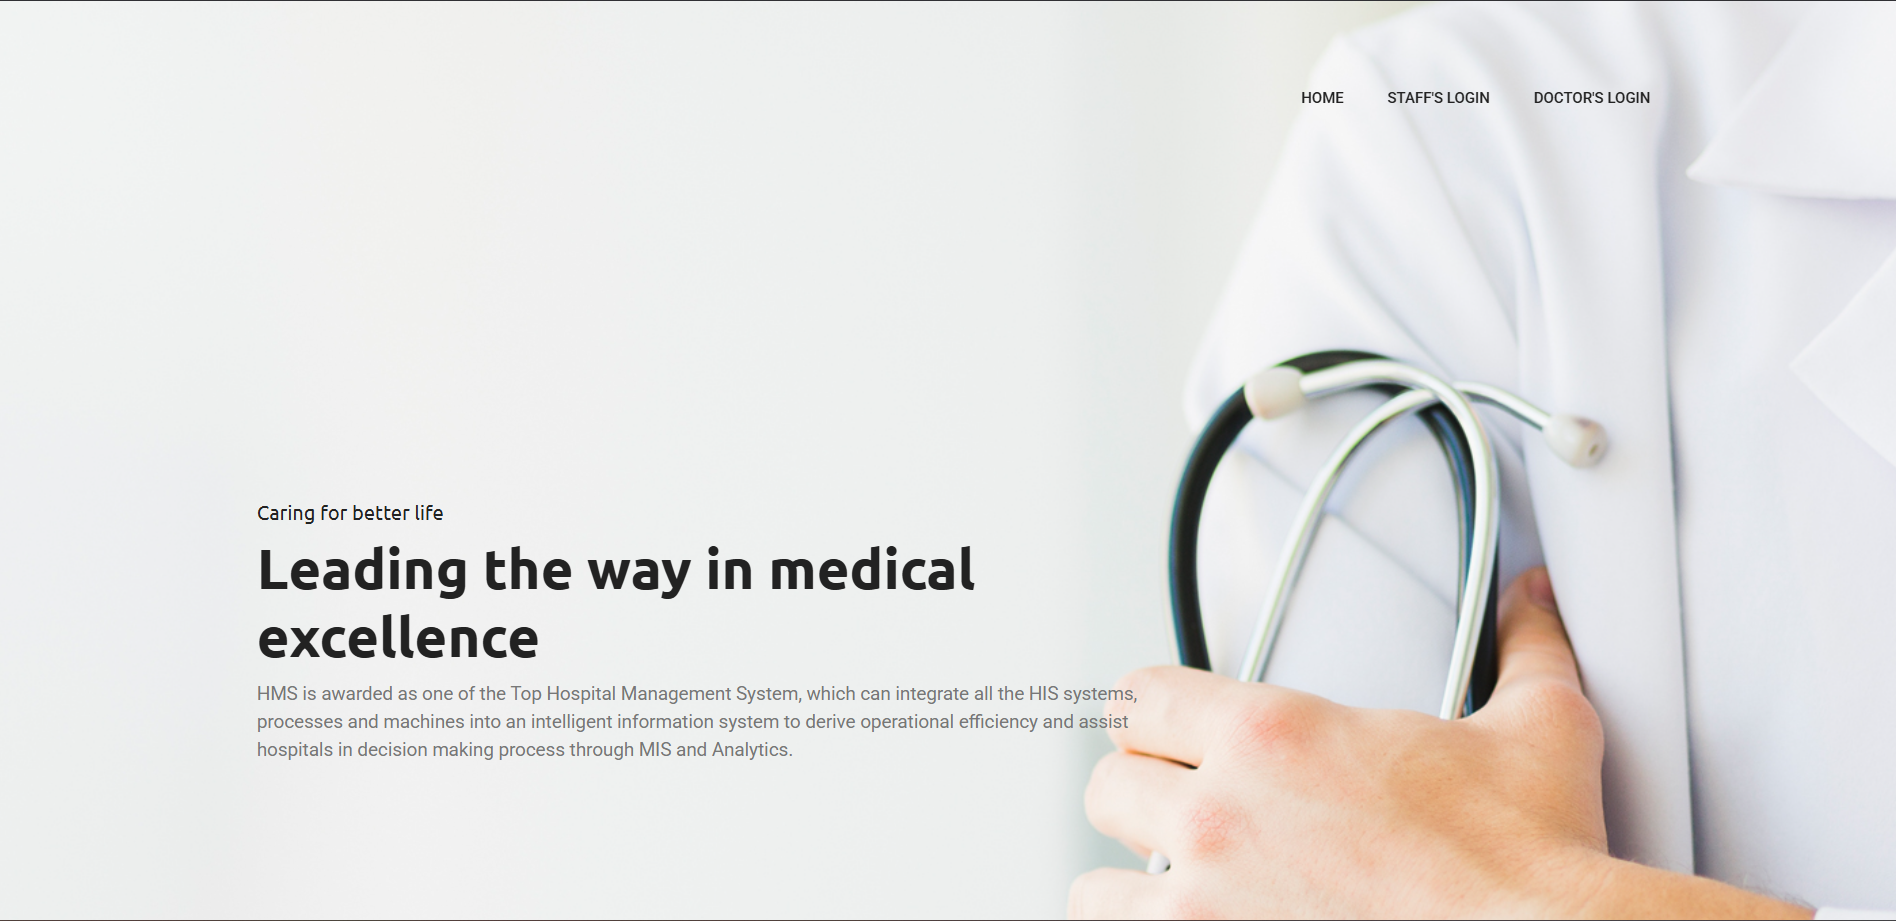 HOME STAFF'S LOGIN DOCTOR'S LOGIN
Caring for better life
Leading the way in medical
excellence
HMS is awarded as one of the Top Hospital Management System, which can integrate all the HIS systems,
processes and machines into an intelligent information system to derive operational efficiency and assist
hospitals in decision making process through MIS and Analytics.